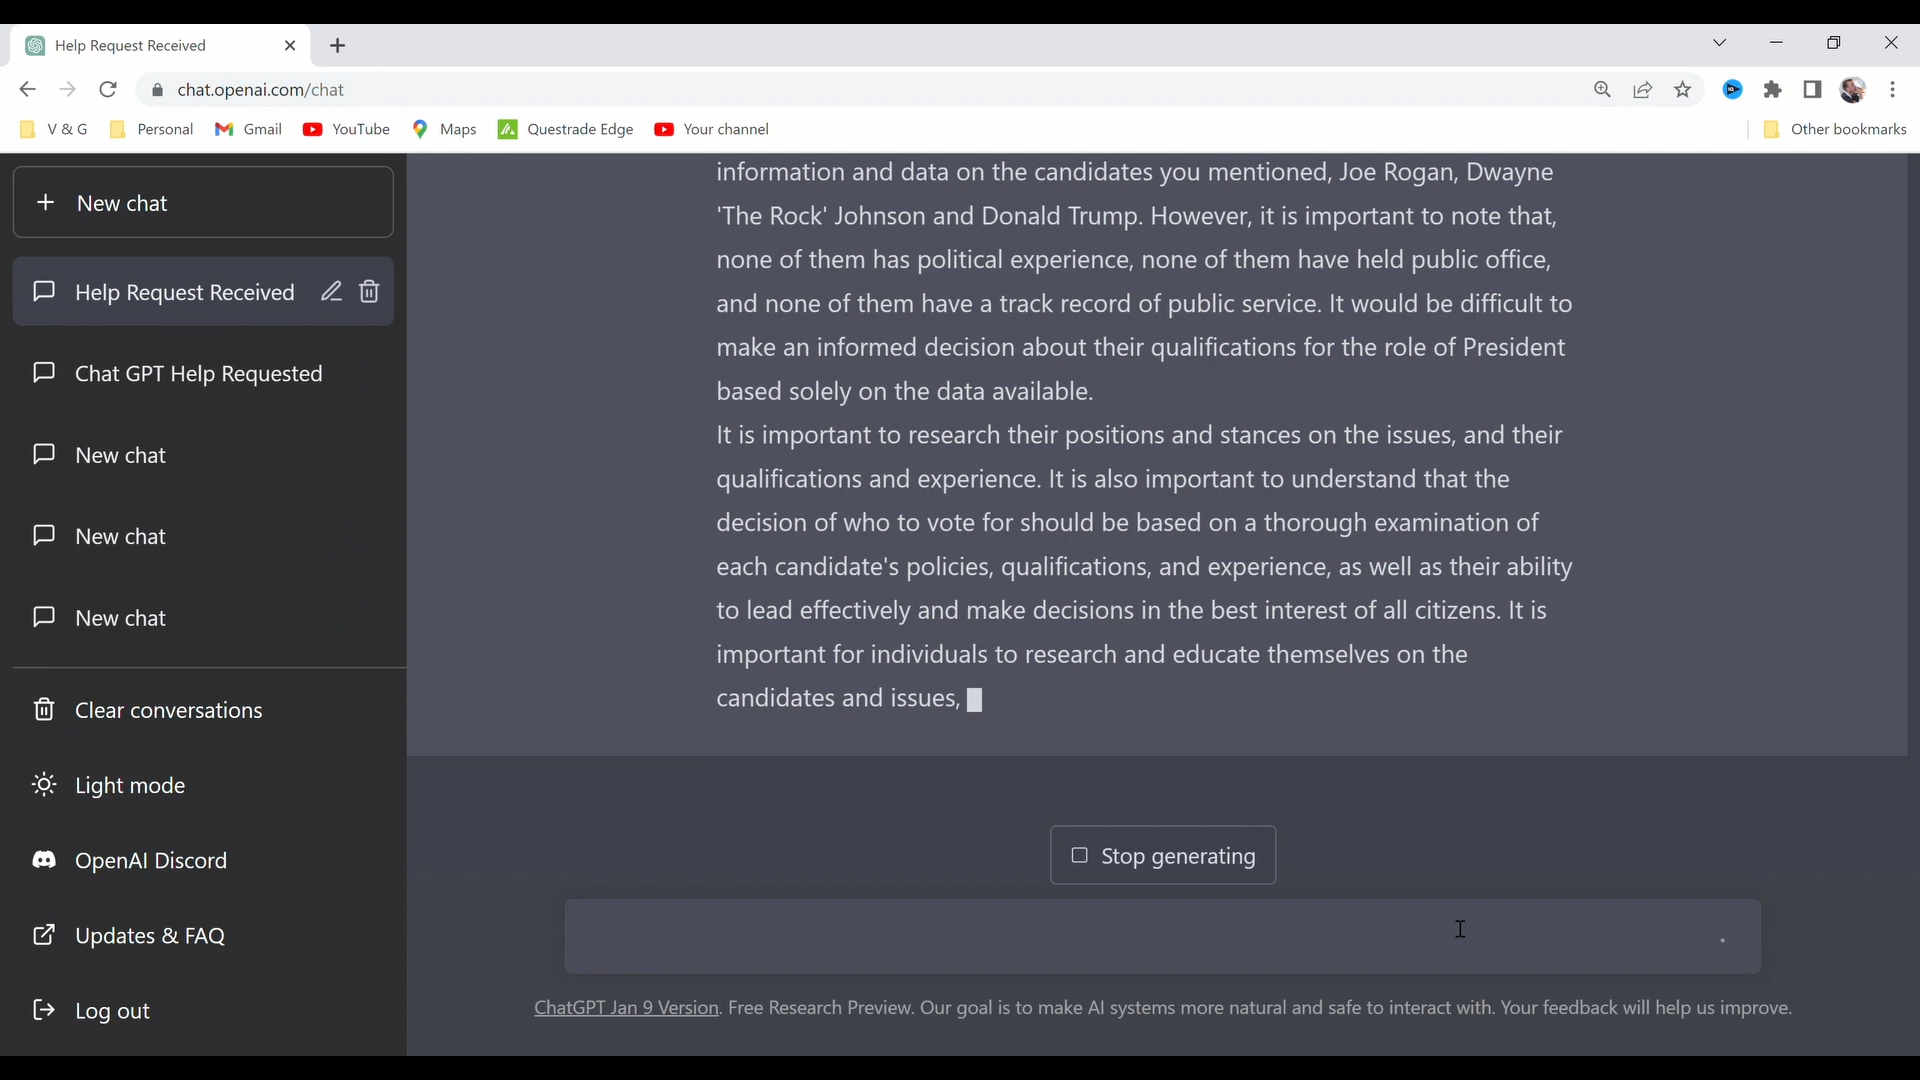 Help Request Received
chat.openai.com/chat
V & G
Personal
Gmail
YouTube
Maps
Questrade Edge
Your channel
Other bookmarks
New chat
Help Request Received
Chat GPT Help Requested
New chat
New chat
New chat
Clear conversations
Light mode
OpenAI Discord
Updates & FAQ
Log out
information and data on the candidates you mentioned, Joe Rogan, Dwayne
'The Rock' Johnson and Donald Trump. However, it is important to note that,
none of them has political experience, none of them have held public office,
and none of them have a track record of public service. It would be difficult to
make an informed decision about their qualifications for the role of President
based solely on the data available.
It is important to research their positions and stances on the issues, and their
qualifications and experience. It is also important to understand that the
decision of who to vote for should be based on a thorough examination of
each candidate's policies, qualifications, and experience, as well as their ability
to lead effectively and make decisions in the best interest of all citizens. It is
important for individuals to research and educate themselves on the
candidates and issues,
Stop generating
ChatGPT Jan 9 Version. Free Research Preview. Our goal is to make AI systems more natural and safe to interact with. Your feedback will help us improve.